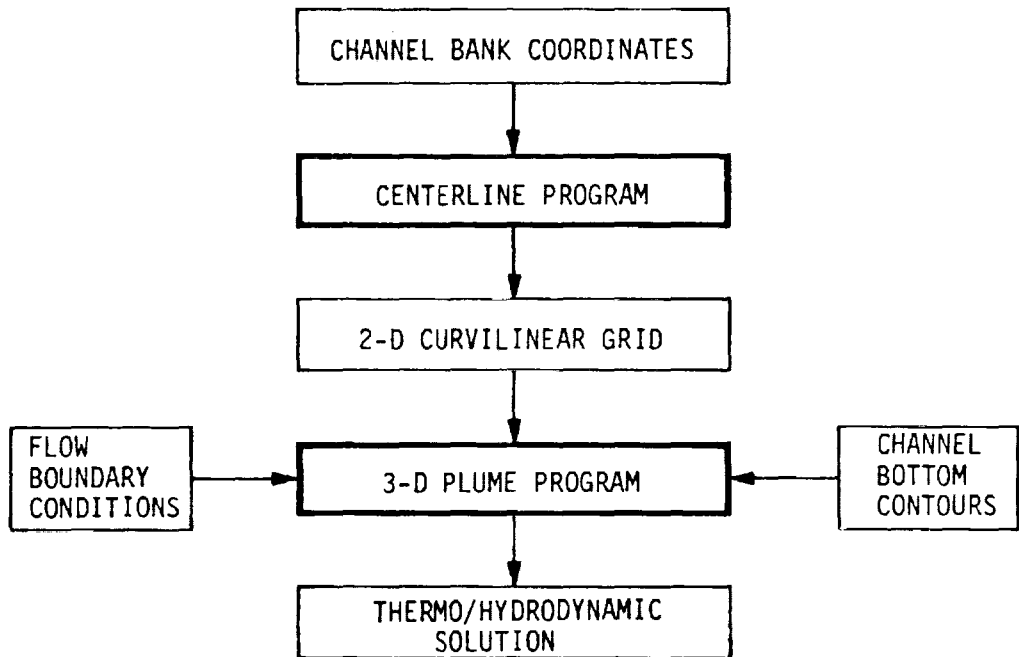 CHANNEL BANK COORDINATES
CENTERLINE PROGRAM
2-D CURVILINEAR GRID
FLOW
BOUNDARY
CONDITIONS
3-D PLUME PROGRAM
CHANNEL
BOTTOM
CONTOURS
THERMO/HYDRODYNAMIC
SOLUTION